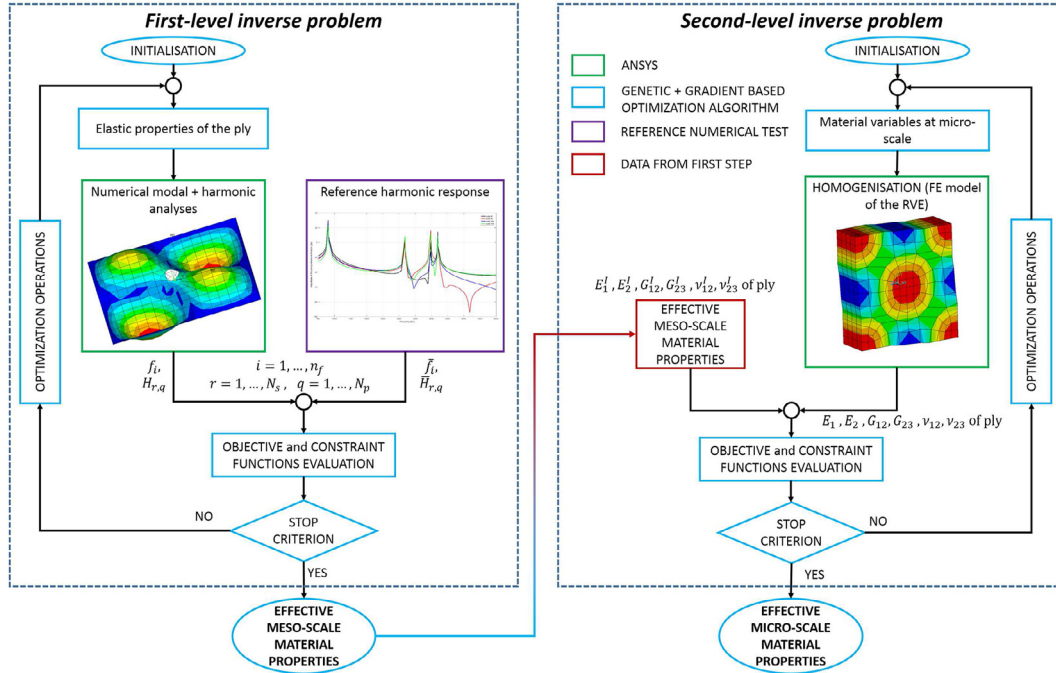 First-level inverse problem
INITIALISATION
Elastic properties of the ply
Numerical modal + harmonic
analyses
Reference harmonic response
OPTIMIZATION OPERATIONS
f_i,
H_{r,q}
i = 1, …, n_f
r = 1, …, N_s , q = 1, …, N_p
f̄_i,
H̄_{r,q}
OBJECTIVE and CONSTRAINT
FUNCTIONS EVALUATION
NO
STOP
CRITERION
YES
EFFECTIVE
MESO-SCALE
MATERIAL
PROPERTIES
Second-level inverse problem
ANSYS
GENETIC + GRADIENT BASED
OPTIMIZATION ALGORITHM
REFERENCE NUMERICAL TEST
DATA FROM FIRST STEP
INITIALISATION
Material variables at micro-
scale
HOMOGENISATION (FE model
of the RVE)
OPTIMIZATION OPERATIONS
E_1^I , E_2^I, G_12^I, G_23^I, ν_12^I, ν_23^I of ply
EFFECTIVE
MESO-SCALE
MATERIAL
PROPERTIES
E_1 , E_2 , G_12, G_23 , ν_12, ν_23 of ply
OBJECTIVE and CONSTRAINT
FUNCTIONS EVALUATION
STOP
CRITERION
NO
YES
EFFECTIVE
MICRO-SCALE
MATERIAL
PROPERTIES